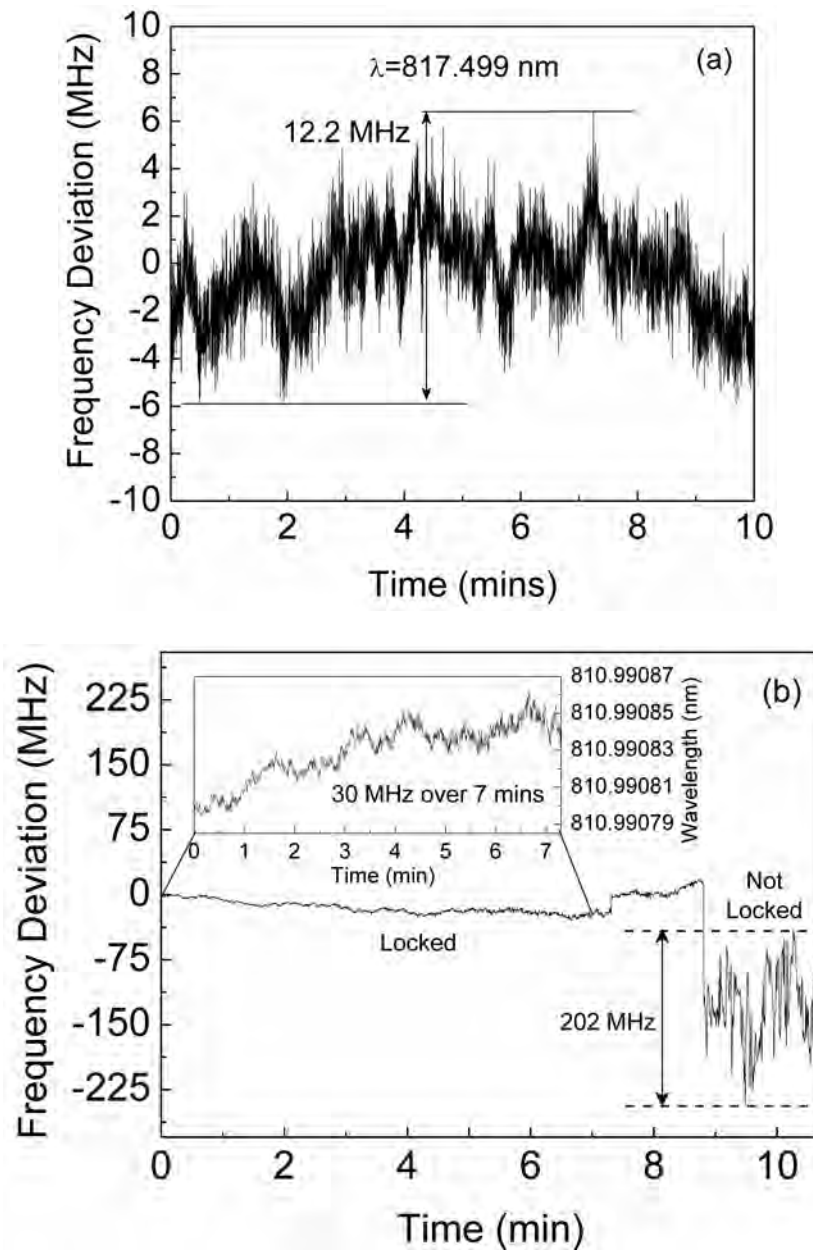 10
8
6
4
2
0
-2
-4
-6
-8
-10
Frequency Deviation (MHz)
λ=817.499 nm
(a)
12.2 MHz
0 2 4 6 8 10
Time (mins)
225
150
75
0
-75
-150
-225
Frequency Deviation (MHz)
(b)
810.99087
810.99085
810.99083
810.99081
810.99079
Wavelength (nm)
30 MHz over 7 mins
0 1 2 3 4 5 6 7
Time (min)
Locked
Not
Locked
202 MHz
0 2 4 6 8 10
Time (min)